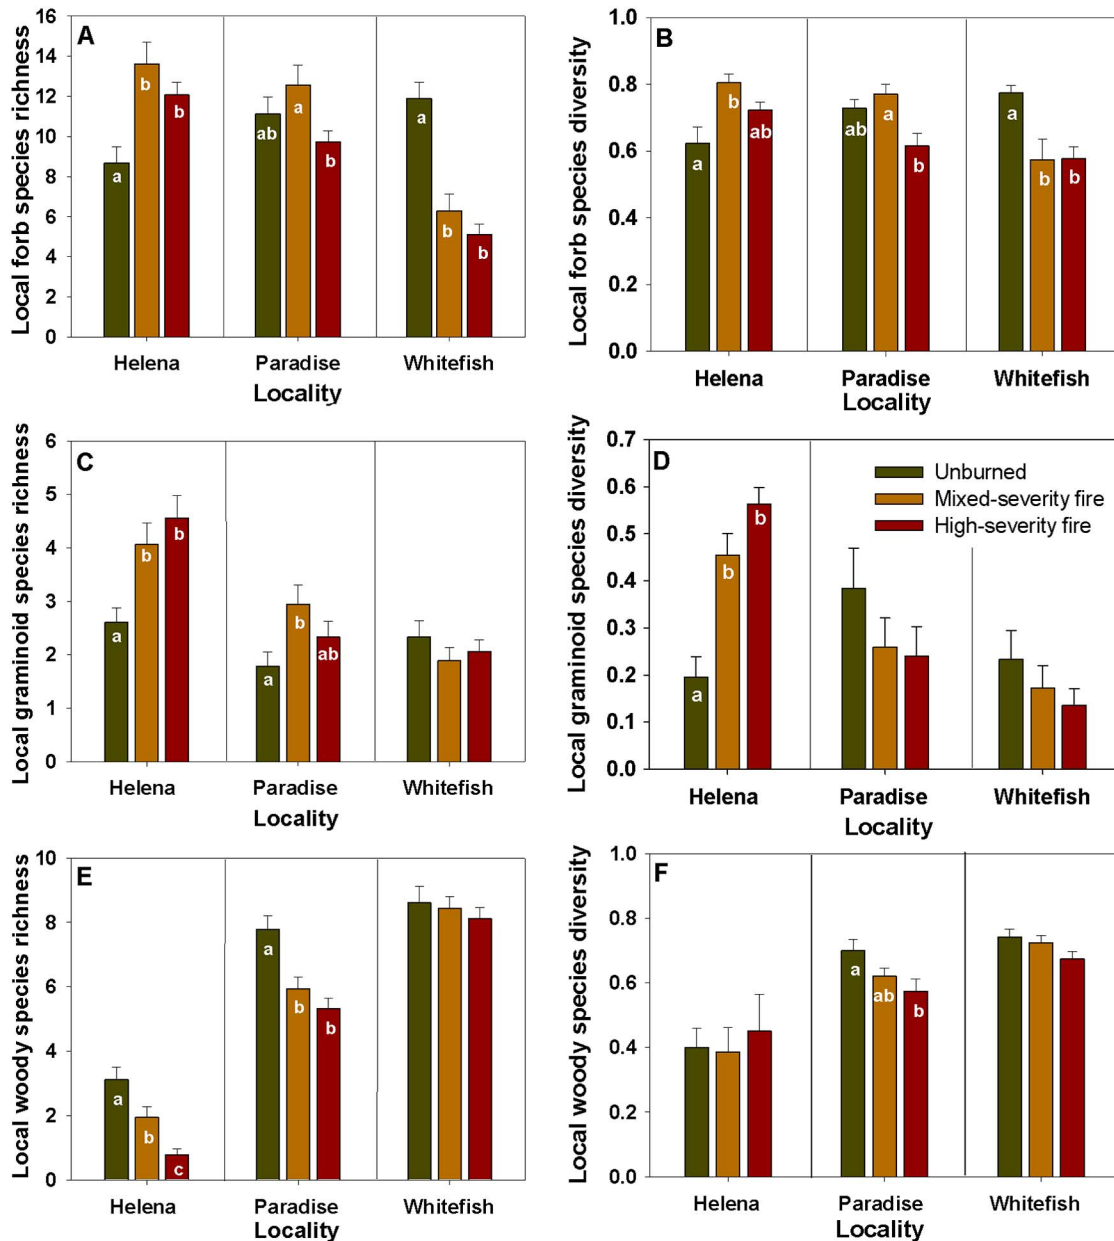 A
Local forb species richness
16
14
12
10
8
6
4
2
0
a
b
b
ab
a
b
a
b
b
Helena
Paradise
Whitefish
Locality
B
Local forb species diversity
1.0
0.8
0.6
0.4
0.2
0.0
a
b
ab
ab
a
b
a
b
b
Helena
Paradise
Whitefish
Locality
C
Local graminoid species richness
6
5
4
3
2
1
0
a
b
b
a
b
ab
Helena
Paradise
Whitefish
Locality
D
Local graminoid species diversity
0.7
0.6
0.5
0.4
0.3
0.2
0.1
0.0
Unburned
Mixed-severity fire
High-severity fire
a
b
b
Helena
Paradise
Whitefish
Locality
E
Local woody species richness
10
8
6
4
2
0
a
b
c
a
b
b
Helena
Paradise
Whitefish
Locality
F
Local woody species diversity
1.0
0.8
0.6
0.4
0.2
0.0
a
ab
b
Helena
Paradise
Whitefish
Locality